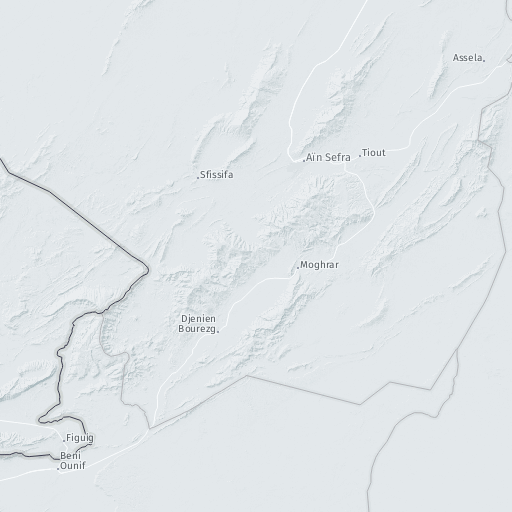 Assela
Aïn Sefra
Tiout
Sfissifa
Moghrar
Djenien
Bourezg
Figuig
Beni
Ounif